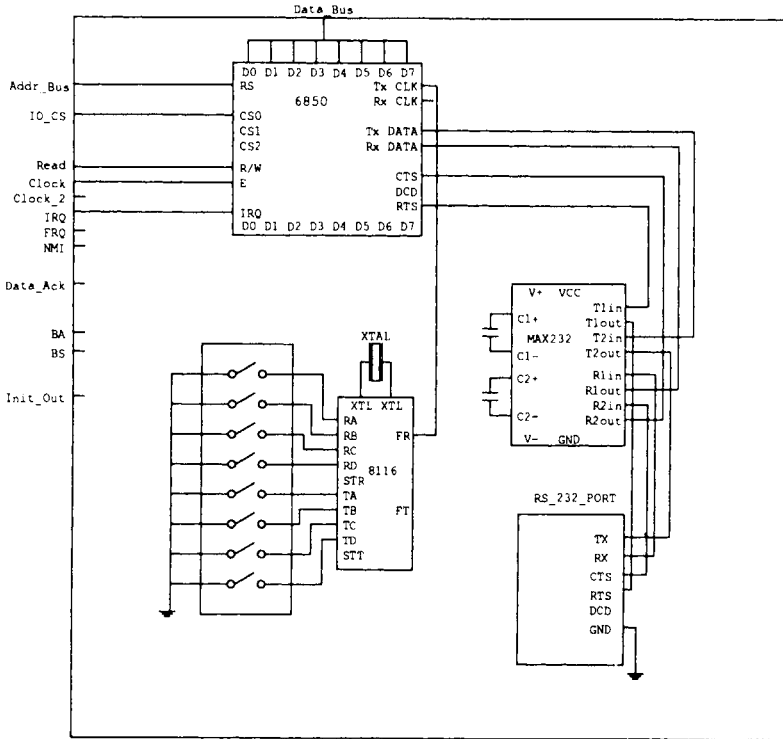 Data_Bus
D0 D1 D2 D3 D4 D5 D6 D7
Addr_Bus
RS
Tx CLK
Rx CLK
6850
IO_CS
CS0
CS1
CS2
Tx DATA
Rx DATA
Read
R/W
CTS
Clock
E
DCD
Clock_2
RTS
IRQ
IRQ
FRQ
D0 D1 D2 D3 D4 D5 D6 D7
NMI
Data_Ack
BA
BS
Init_Out
V+ VCC
C1+
C1-
C2+
C2-
MAX232
T1in
T1out
T2in
T2out
R1in
R1out
R2in
R2out
V- GND
XTAL
XTL XTL
RA
RB
RC
RD
STR
TA
TB
TC
TD
STT
FR
8116
FT
RS_232_PORT
TX
RX
CTS
RTS
DCD
GND